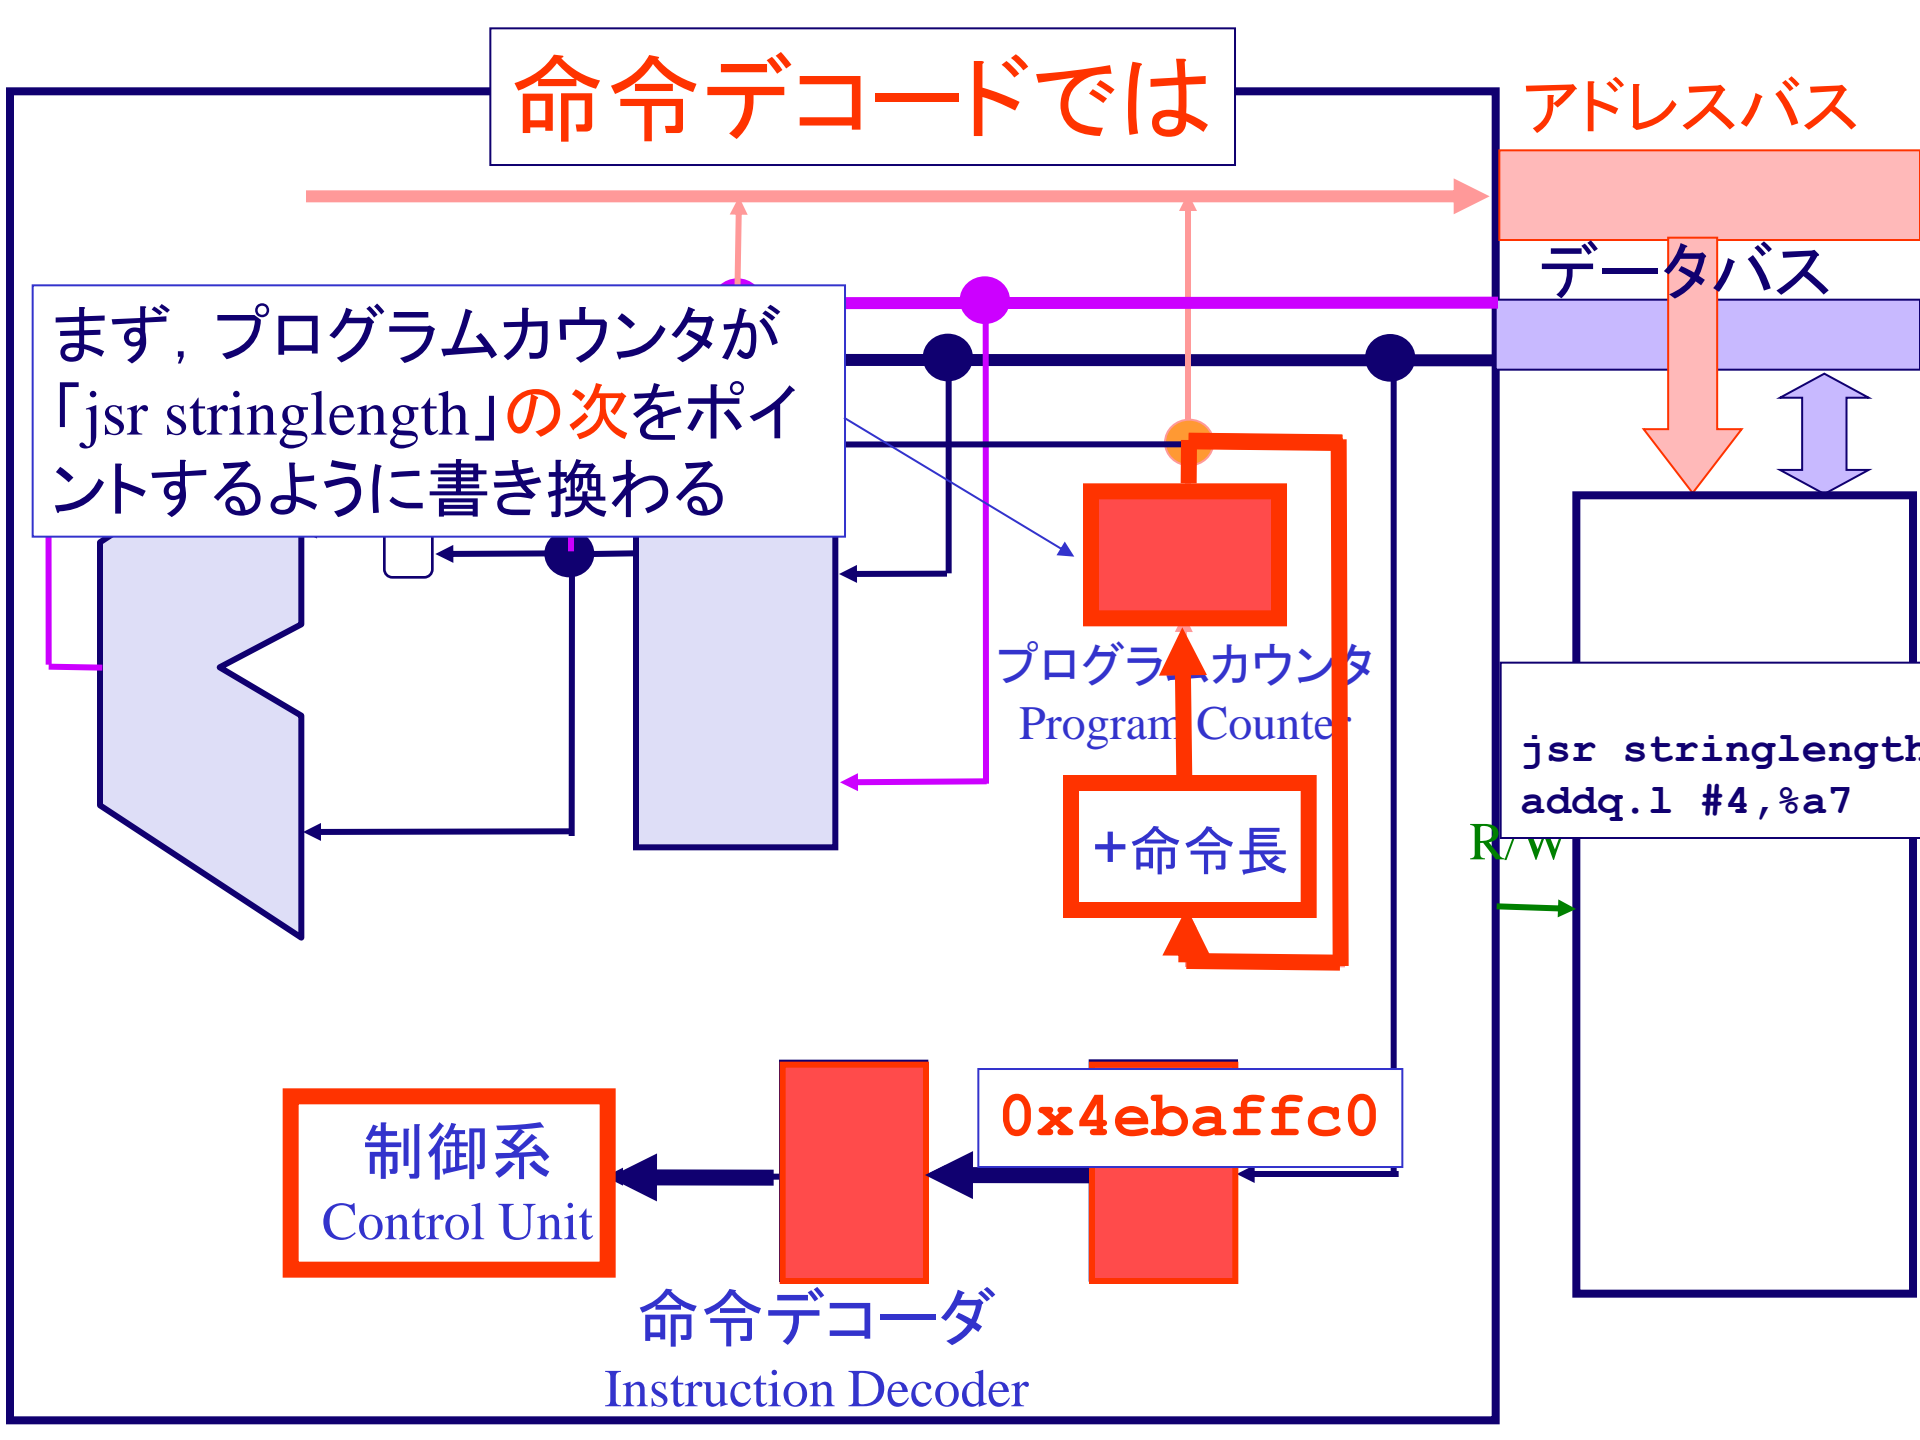 命令デコードでは
アドレスバス
データバス
まず，プログラムカウンタが
「jsr stringlength」の次をポイ
ントするように書き換わる
プログラムカウンタ
Program Counter
jsr stringlength
addq.l #4,%a7
R/W
+命令長
0x4ebaffc0
制御系
Control Unit
命令デコーダ
Instruction Decoder